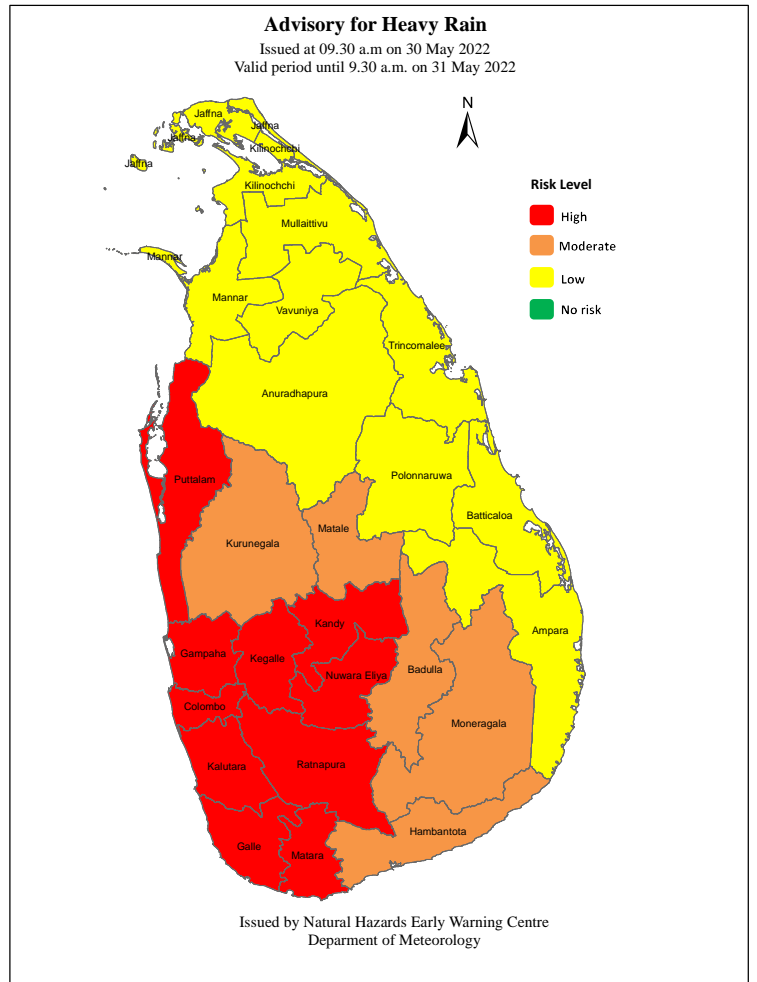 Advisory for Heavy Rain
Issued at 09.30 a.m on 30 May 2022
Valid period until 9.30 a.m. on 31 May 2022
N
Jaffna
Jaffna
Jaffna
Kilinochchi
Jaffna
Kilinochchi
Risk Level
High
Moderate
Low
No risk
Mullaittivu
Mannar
Mannar
Vavuniya
Trincomalee
Anuradhapura
Puttalam
Polonnaruwa
Batticaloa
Matale
Kurunegala
Kandy
Ampara
Gampaha
Kegalle
Badulla
Nuwara Eliya
Colombo
Moneragala
Kalutara
Ratnapura
Hambantota
Galle
Matara
Issued by Natural Hazards Early Warning Centre
Deparment of Meteorology